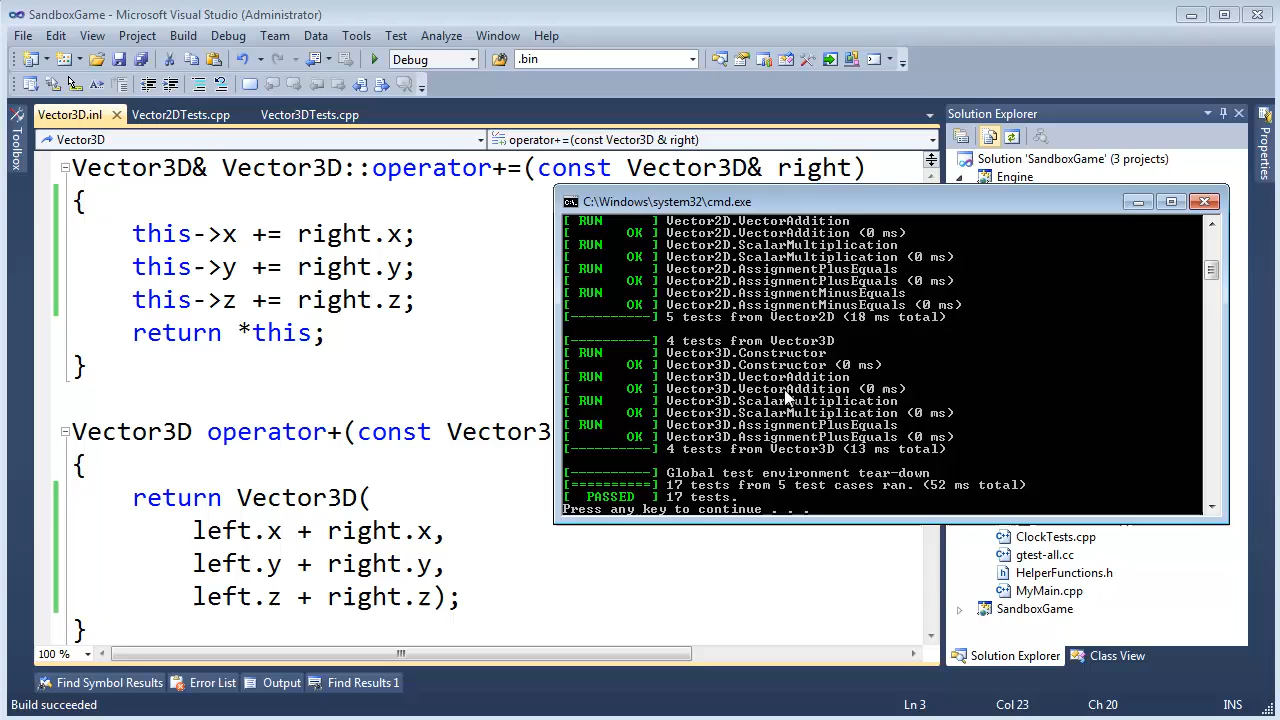 SandboxGame - Microsoft Visual Studio (Administrator)
File Edit View Project Build Debug Team Data Tools Test Analyze Window Help
Debug .bin
Vector3D.inl Vector2DTests.cpp Vector3DTests.cpp
Vector3D operator+=(const Vector3D & right)
Toolbox
Vector3D& Vector3D::operator+=(const Vector3D& right)
{
this->x += right.x;
this->y += right.y;
this->z += right.z;
return *this;
}
Vector3D operator+(const Vector3
{
return Vector3D(
left.x + right.x,
left.y + right.y,
left.z + right.z);
}
100 %
C:\Windows\system32\cmd.exe
[ RUN      ] Vector2D.VectorAddition
[       OK ] Vector2D.VectorAddition (0 ms)
[ RUN      ] Vector2D.ScalarMultiplication
[       OK ] Vector2D.ScalarMultiplication (0 ms)
[ RUN      ] Vector2D.AssignmentPlusEquals
[       OK ] Vector2D.AssignmentPlusEquals (0 ms)
[ RUN      ] Vector2D.AssignmentMinusEquals
[       OK ] Vector2D.AssignmentMinusEquals (0 ms)
[----------] 5 tests from Vector2D (18 ms total)
[----------] 4 tests from Vector3D
[ RUN      ] Vector3D.Constructor
[       OK ] Vector3D.Constructor (0 ms)
[ RUN      ] Vector3D.VectorAddition
[       OK ] Vector3D.VectorAddition (0 ms)
[ RUN      ] Vector3D.ScalarMultiplication
[       OK ] Vector3D.ScalarMultiplication (0 ms)
[ RUN      ] Vector3D.AssignmentPlusEquals
[       OK ] Vector3D.AssignmentPlusEquals (0 ms)
[----------] 4 tests from Vector3D (13 ms total)
[----------] Global test environment tear-down
[==========] 17 tests from 5 test cases ran. (52 ms total)
[  PASSED  ] 17 tests.
Press any key to continue . . .
Solution Explorer
Solution 'SandboxGame' (3 projects)
Engine
ClockTests.cpp
gtest-all.cc
HelperFunctions.h
MyMain.cpp
SandboxGame
Solution Explorer Class View
Properties
Find Symbol Results Error List Output Find Results 1
Build succeeded Ln 3 Col 23 Ch 20 INS